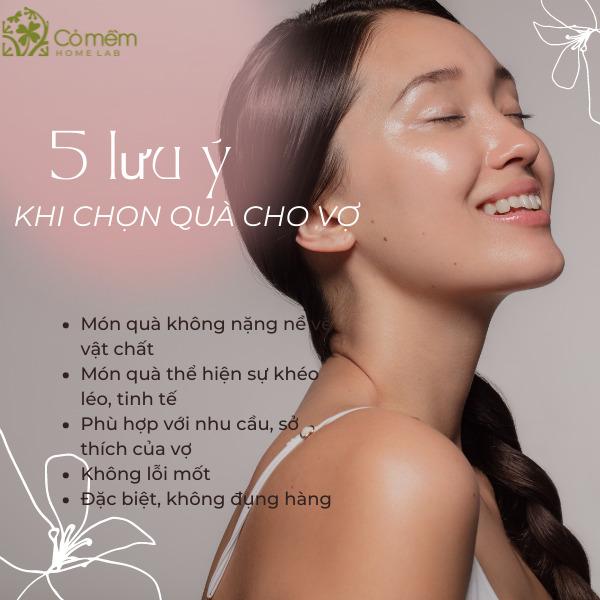 Cỏ mềm
HOME LAB
5 lưu ý
KHI CHỌN QUÀ CHO VỢ
• Món quà không nặng nề về
vật chất
• Món quà thể hiện sự khéo
léo, tinh tế
• Phù hợp với nhu cầu, sở
thích của vợ
• Không lỗi mốt
• Đặc biệt, không đụng hàng